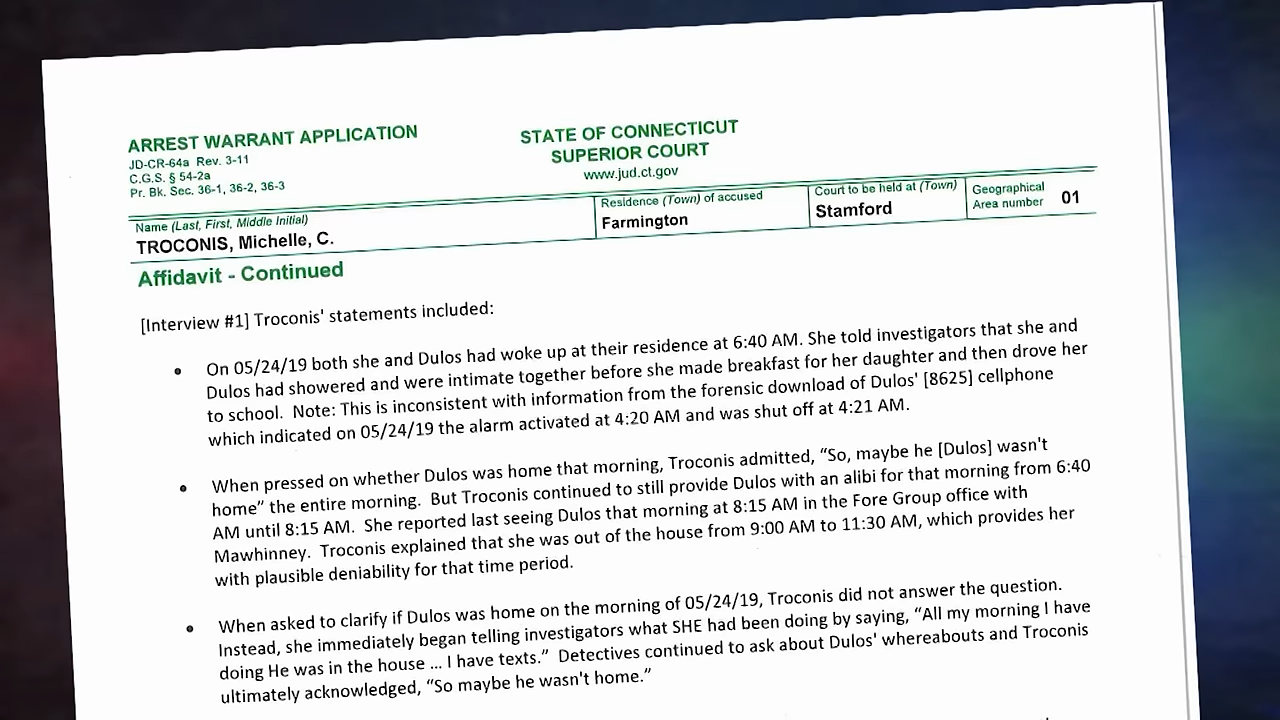 ARREST WARRANT APPLICATION
JD-CR-64a Rev. 3-11
C.G.S. § 54-2a
Pr. Bk. Sec. 36-1, 36-2, 36-3
STATE OF CONNECTICUT
SUPERIOR COURT
www.jud.ct.gov
Name (Last, First, Middle Initial)
TROCONIS, Michelle, C.
Residence (Town) of accused
Farmington
Court to be held at (Town)
Stamford
Geographical
Area number 01
Affidavit - Continued
[Interview #1] Troconis' statements included:
• On 05/24/19 both she and Dulos had woke up at their residence at 6:40 AM. She told investigators that she and
Dulos had showered and were intimate together before she made breakfast for her daughter and then drove her
to school. Note: This is inconsistent with information from the forensic download of Dulos' [8625] cellphone
which indicated on 05/24/19 the alarm activated at 4:20 AM and was shut off at 4:21 AM.
• When pressed on whether Dulos was home that morning, Troconis admitted, “So, maybe he [Dulos] wasn't
home” the entire morning. But Troconis continued to still provide Dulos with an alibi for that morning from 6:40
AM until 8:15 AM. She reported last seeing Dulos that morning at 8:15 AM in the Fore Group office with
Mawhinney. Troconis explained that she was out of the house from 9:00 AM to 11:30 AM, which provides her
with plausible deniability for that time period.
• When asked to clarify if Dulos was home on the morning of 05/24/19, Troconis did not answer the question.
Instead, she immediately began telling investigators what SHE had been doing by saying, “All my morning I have
doing He was in the house … I have texts.” Detectives continued to ask about Dulos' whereabouts and Troconis
ultimately acknowledged, “So maybe he wasn't home.”